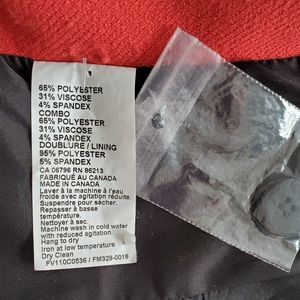 65% POLYESTER
31% VISCOSE
4% SPANDEX
COMBO
65% POLYESTER
31% VISCOSE
4% SPANDEX
DOUBLURE / LINING
95% POLYESTER
5% SPANDEX
CA 06796 RN 86213
FABRIQUÉ AU CANADA
MADE IN CANADA
Laver à la machine à l'eau
froide avec agitation réduite.
Suspendre pour sécher.
Repasser à basse
température.
Nettoyer à sec.
Machine wash in cold water
with reduced agitation.
Hang to dry
Iron at low temperature
Dry Clean
FV110C0536 / FM329-001B